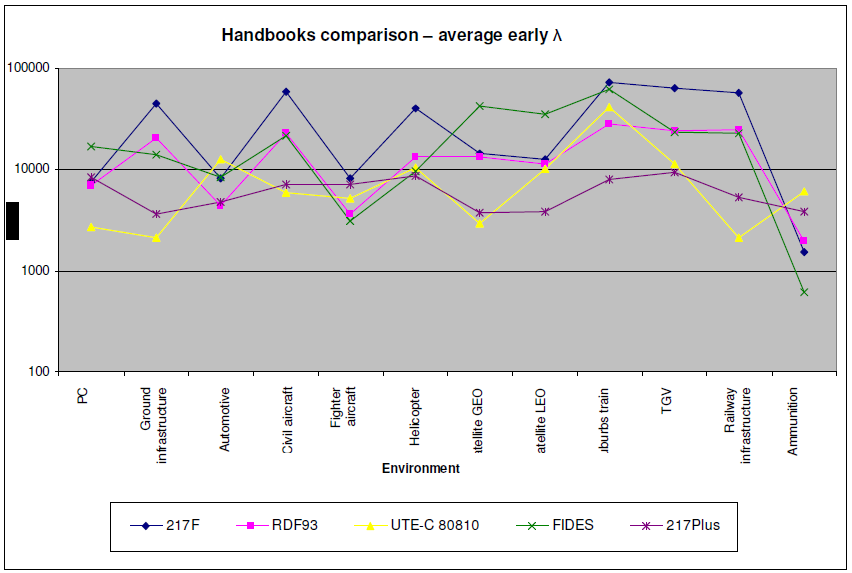 Handbooks comparison – average early λ
100000
10000
1000
100
PC
Ground
infrastructure
Automotive
Civil aircraft
Fighter
aircraft
Helicopter
atellite GEO
atellite LEO
burbs train
TGV
Railway
infrastructure
Ammunition
Environment
217F RDF93 UTE-C 80810 FIDES 217Plus